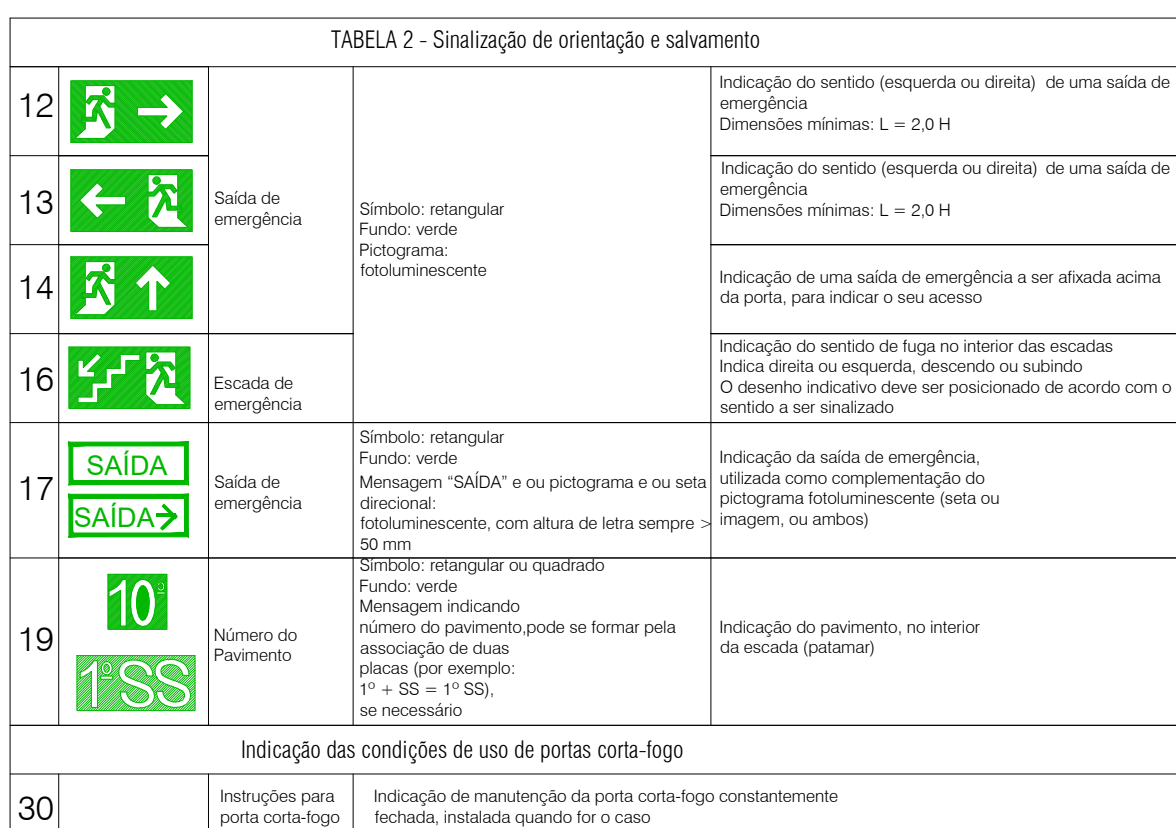 TABELA 2 - Sinalização de orientação e salvamento
12
Indicação do sentido (esquerda ou direita) de uma saída de
emergência
Dimensões mínimas: L = 2,0 H
13
Saída de
emergência
Símbolo: retangular
Fundo: verde
Pictograma:
fotoluminescente
Indicação do sentido (esquerda ou direita) de uma saída de
emergência
Dimensões mínimas: L = 2,0 H
14
Indicação de uma saída de emergência a ser afixada acima
da porta, para indicar o seu acesso
16
Escada de
emergência
Indicação do sentido de fuga no interior das escadas
Indica direita ou esquerda, descendo ou subindo
O desenho indicativo deve ser posicionado de acordo com o
sentido a ser sinalizado
17
SAÍDA
SAÍDA→
Saída de
emergência
Símbolo: retangular
Fundo: verde
Mensagem “SAÍDA” e ou pictograma e ou seta
direcional:
fotoluminescente, com altura de letra sempre >
50 mm
Indicação da saída de emergência,
utilizada como complementação do
pictograma fotoluminescente (seta ou
imagem, ou ambos)
19
10º
1ºSS
Número do
Pavimento
Símbolo: retangular ou quadrado
Fundo: verde
Mensagem indicando
número do pavimento,pode se formar pela
associação de duas
placas (por exemplo:
1º + SS = 1º SS),
se necessário
Indicação do pavimento, no interior
da escada (patamar)
Indicação das condições de uso de portas corta-fogo
30
Instruções para
porta corta-fogo
Indicação de manutenção da porta corta-fogo constantemente
fechada, instalada quando for o caso